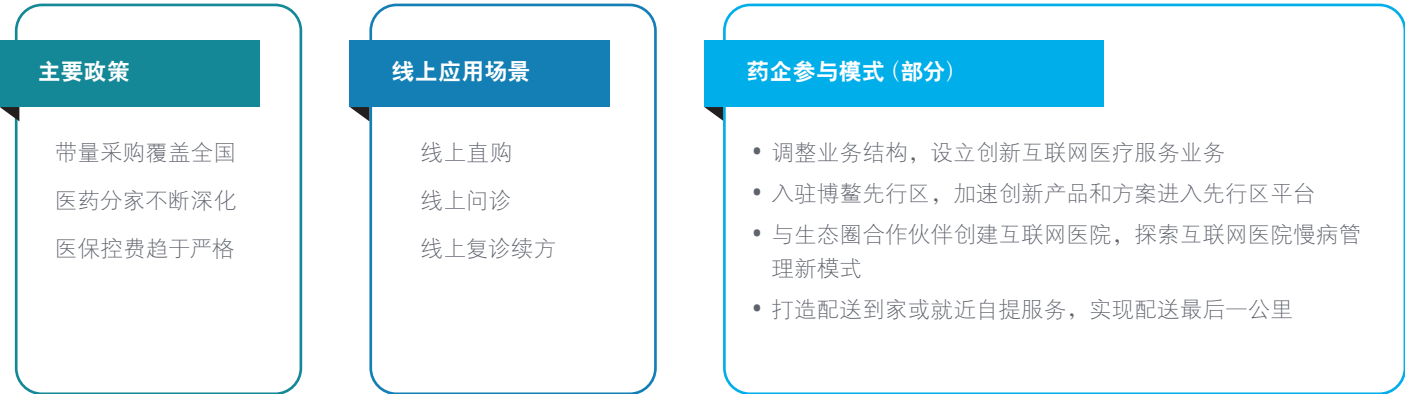 主要政策
带量采购覆盖全国
医药分家不断深化
医保控费趋于严格
线上应用场景
线上直购
线上问诊
线上复诊续方
药企参与模式（部分）
• 调整业务结构，设立创新互联网医疗服务业务
• 入驻博鳌先行区，加速创新产品和方案进入先行区平台
• 与生态圈合作伙伴创建互联网医院，探索互联网医院慢病管
理新模式
• 打造配送到家或就近自提服务，实现配送最后一公里